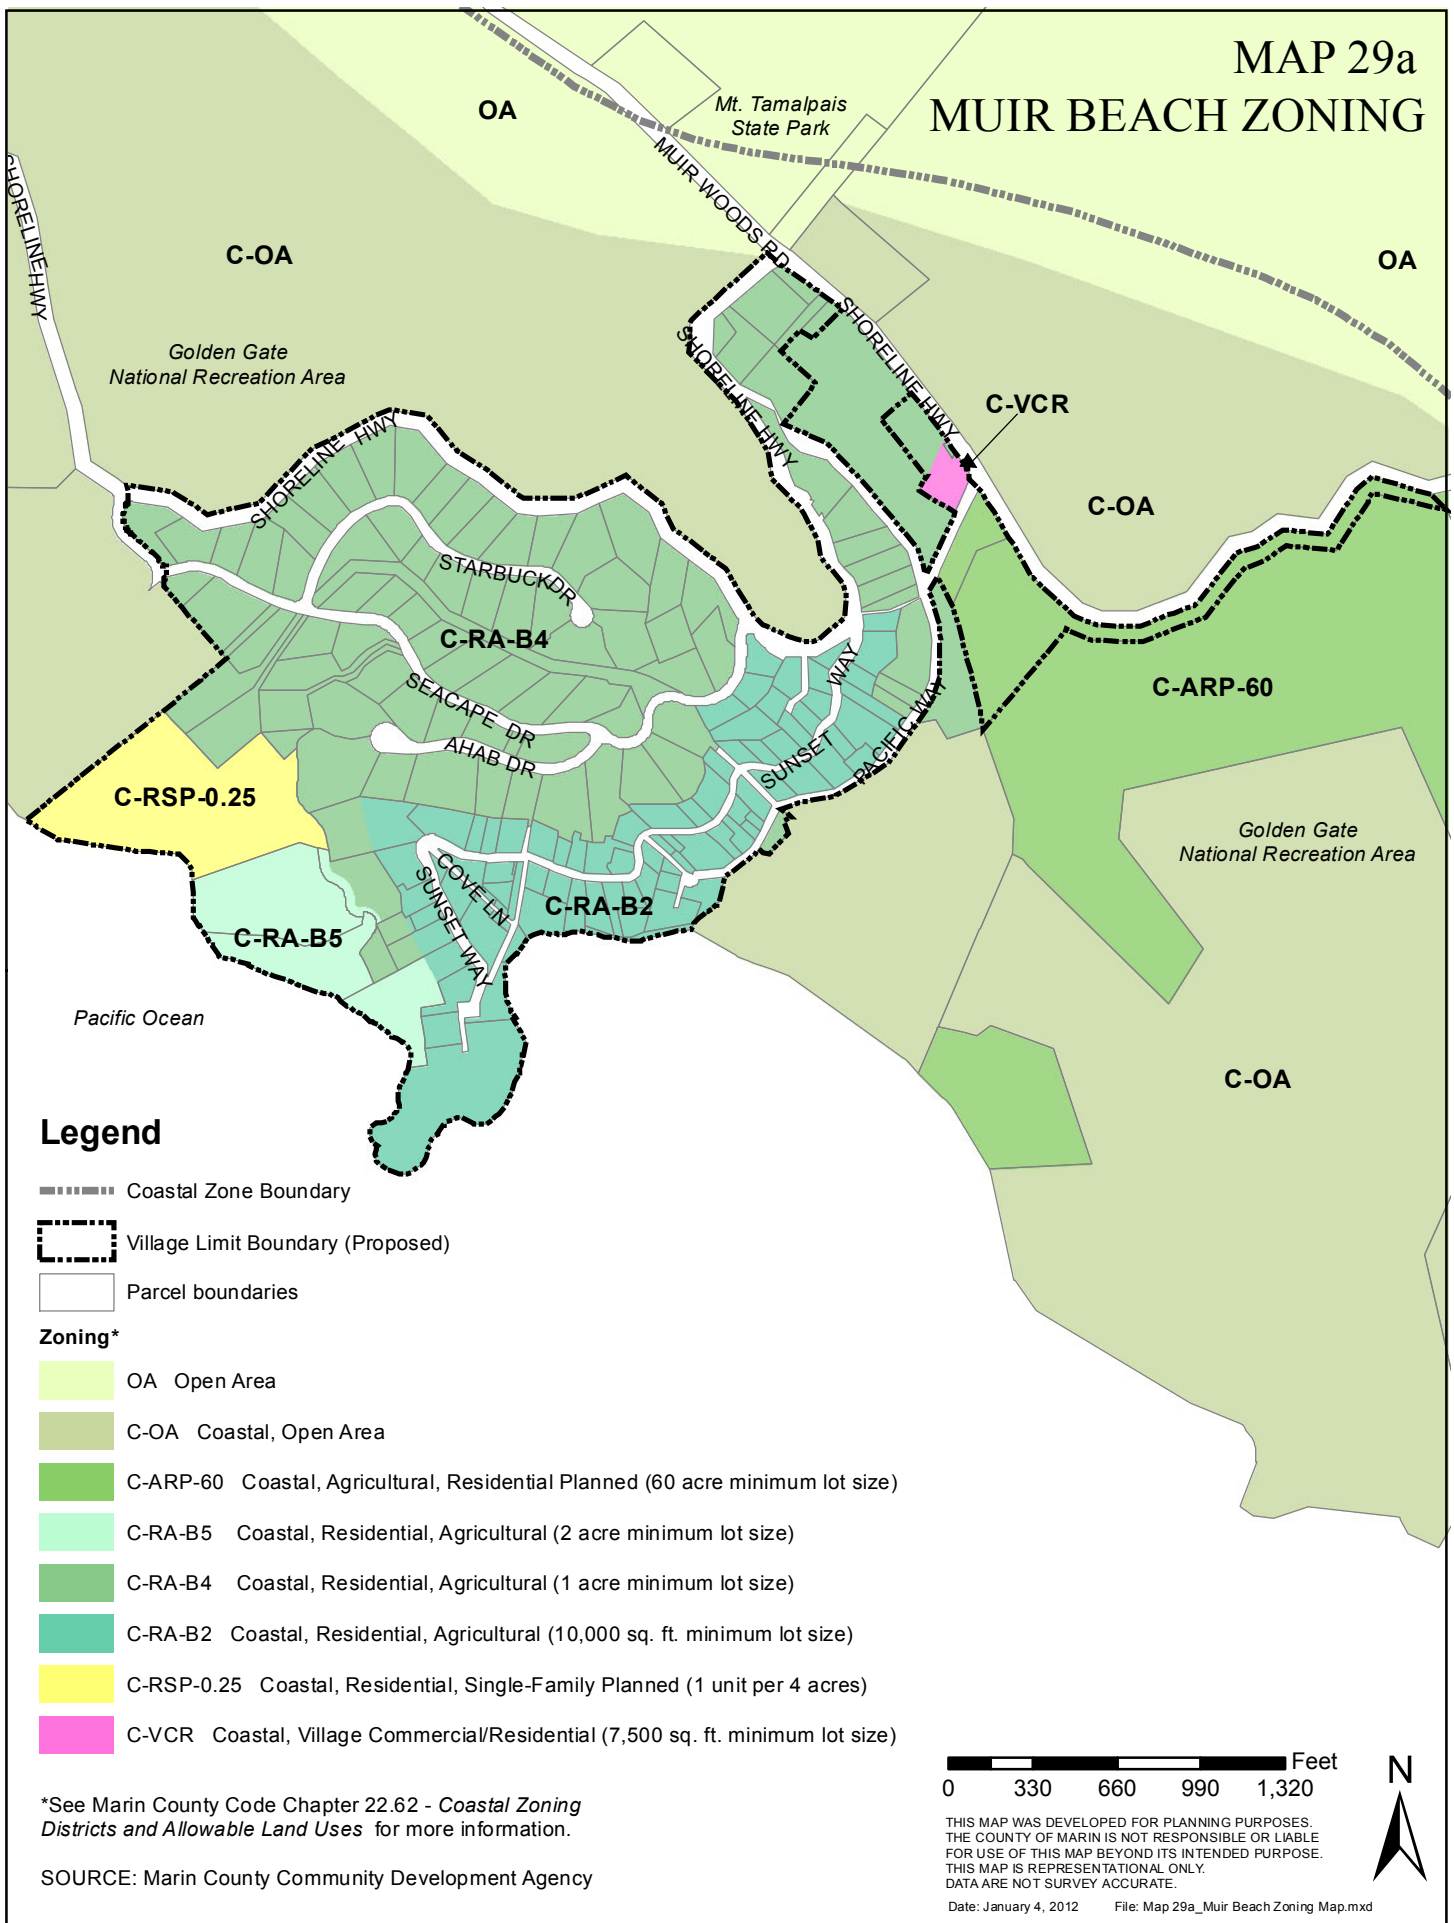 MAP 29a
MUIR BEACH ZONING
OA
Mt. Tamalpais
State Park
MUIR WOODS RD
SHORELINE HWY
C-OA
OA
Golden Gate
National Recreation Area
SHORELINE HWY
SHORELINE HWY
C-VCR
SHORELINE HWY
C-OA
STARBUCK DR
C-RA-B4
WAY
SEACAPE DR
C-ARP-60
PACIFIC WAY
AHAB DR
SUNSET
C-RSP-0.25
Golden Gate
National Recreation Area
COVE LN
SUNSET WAY
C-RA-B2
C-RA-B5
Pacific Ocean
C-OA
Legend
Coastal Zone Boundary
Village Limit Boundary (Proposed)
Parcel boundaries
Zoning*
OA Open Area
C-OA Coastal, Open Area
C-ARP-60 Coastal, Agricultural, Residential Planned (60 acre minimum lot size)
C-RA-B5 Coastal, Residential, Agricultural (2 acre minimum lot size)
C-RA-B4 Coastal, Residential, Agricultural (1 acre minimum lot size)
C-RA-B2 Coastal, Residential, Agricultural (10,000 sq. ft. minimum lot size)
C-RSP-0.25 Coastal, Residential, Single-Family Planned (1 unit per 4 acres)
C-VCR Coastal, Village Commercial/Residential (7,500 sq. ft. minimum lot size)
*See Marin County Code Chapter 22.62 - Coastal Zoning
Districts and Allowable Land Uses for more information.
SOURCE: Marin County Community Development Agency
Feet
0 330 660 990 1,320
N
THIS MAP WAS DEVELOPED FOR PLANNING PURPOSES.
THE COUNTY OF MARIN IS NOT RESPONSIBLE OR LIABLE
FOR USE OF THIS MAP BEYOND ITS INTENDED PURPOSE.
THIS MAP IS REPRESENTATIONAL ONLY.
DATA ARE NOT SURVEY ACCURATE.
Date: January 4, 2012 File: Map 29a_Muir Beach Zoning Map.mxd